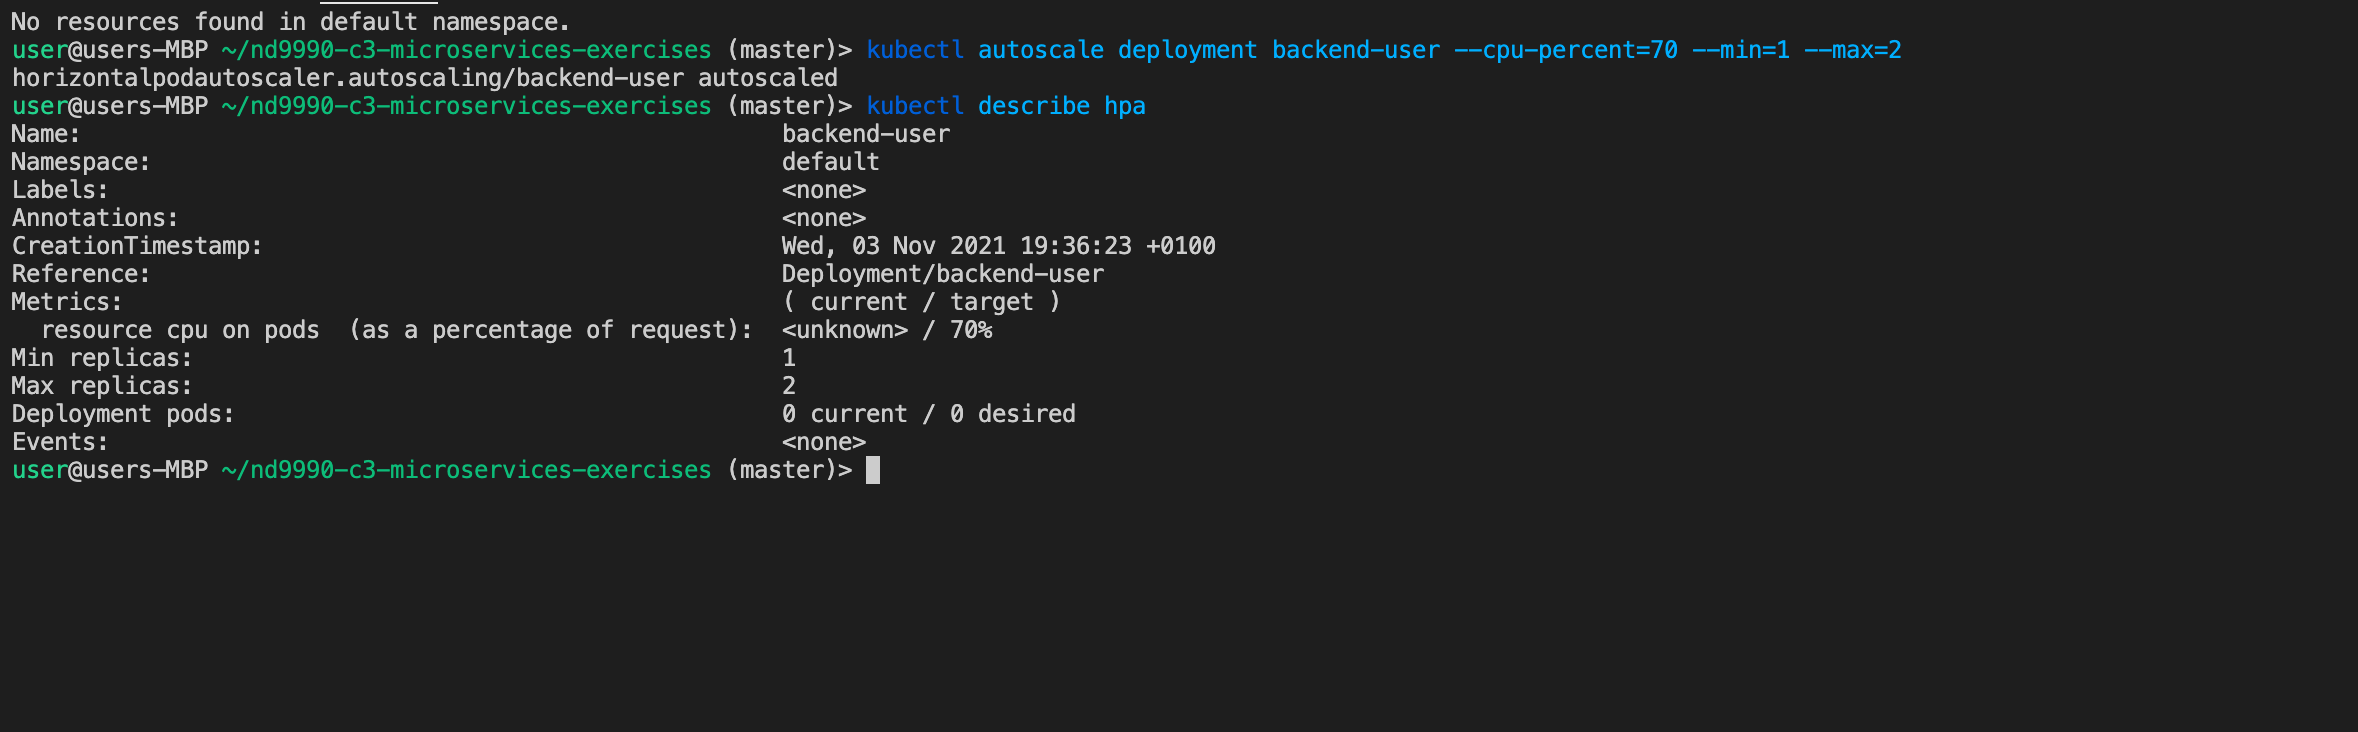 No resources found in default namespace.
user@users-MBP ~/nd9990-c3-microservices-exercises (master)> kubectl autoscale deployment backend-user --cpu-percent=70 --min=1 --max=2
horizontalpodautoscaler.autoscaling/backend-user autoscaled
user@users-MBP ~/nd9990-c3-microservices-exercises (master)> kubectl describe hpa
Name:                                                  backend-user
Namespace:                                             default
Labels:                                                <none>
Annotations:                                           <none>
CreationTimestamp:                                     Wed, 03 Nov 2021 19:36:23 +0100
Reference:                                             Deployment/backend-user
Metrics:                                               ( current / target )
  resource cpu on pods  (as a percentage of request):  <unknown> / 70%
Min replicas:                                          1
Max replicas:                                          2
Deployment pods:                                       0 current / 0 desired
Events:                                                <none>
user@users-MBP ~/nd9990-c3-microservices-exercises (master)>